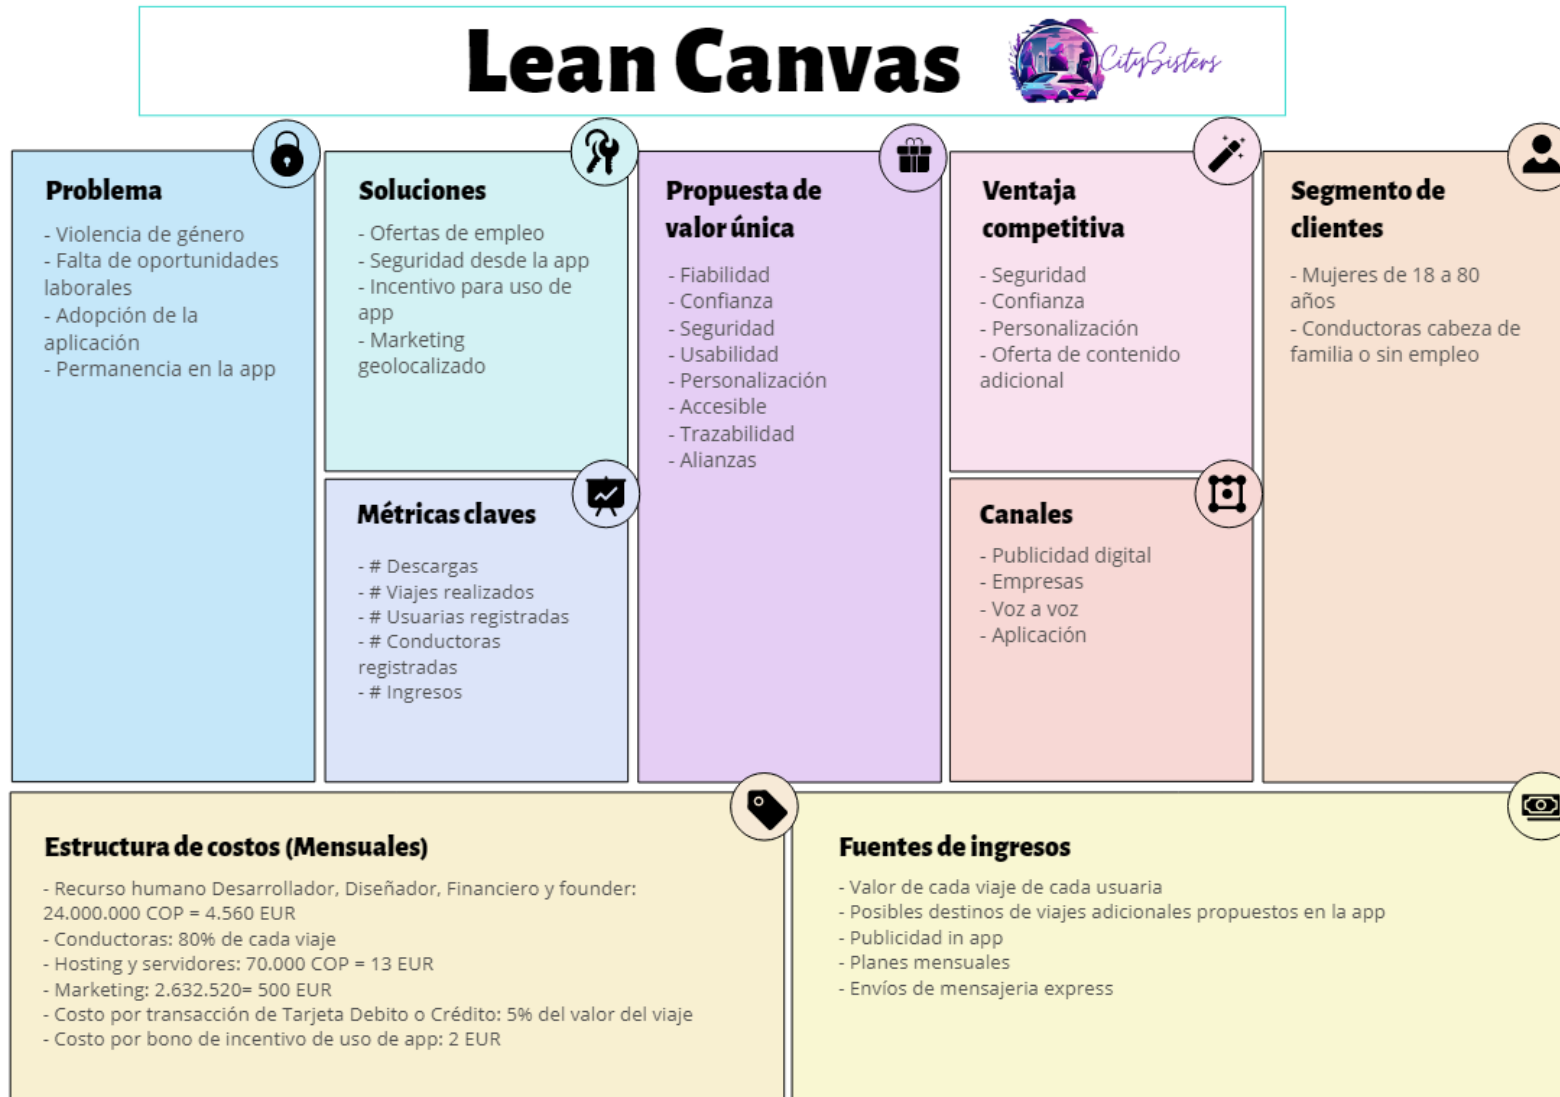 Lean Canvas
CitySisters
Problema
- Violencia de género
- Falta de oportunidades
laborales
- Adopción de la
aplicación
- Permanencia en la app
Soluciones
- Ofertas de empleo
- Seguridad desde la app
- Incentivo para uso de
app
- Marketing
geolocalizado
Métricas claves
- # Descargas
- # Viajes realizados
- # Usuarias registradas
- # Conductoras
registradas
- # Ingresos
Propuesta de
valor única
- Fiabilidad
- Confianza
- Seguridad
- Usabilidad
- Personalización
- Accesible
- Trazabilidad
- Alianzas
Ventaja
competitiva
- Seguridad
- Confianza
- Personalización
- Oferta de contenido
adicional
Canales
- Publicidad digital
- Empresas
- Voz a voz
- Aplicación
Segmento de
clientes
- Mujeres de 18 a 80
años
- Conductoras cabeza de
familia o sin empleo
Estructura de costos (Mensuales)
- Recurso humano Desarrollador, Diseñador, Financiero y founder:
24.000.000 COP = 4.560 EUR
- Conductoras: 80% de cada viaje
- Hosting y servidores: 70.000 COP = 13 EUR
- Marketing: 2.632.520= 500 EUR
- Costo por transacción de Tarjeta Debito o Crédito: 5% del valor del viaje
- Costo por bono de incentivo de uso de app: 2 EUR
Fuentes de ingresos
- Valor de cada viaje de cada usuaria
- Posibles destinos de viajes adicionales propuestos en la app
- Publicidad in app
- Planes mensuales
- Envíos de mensajeria express